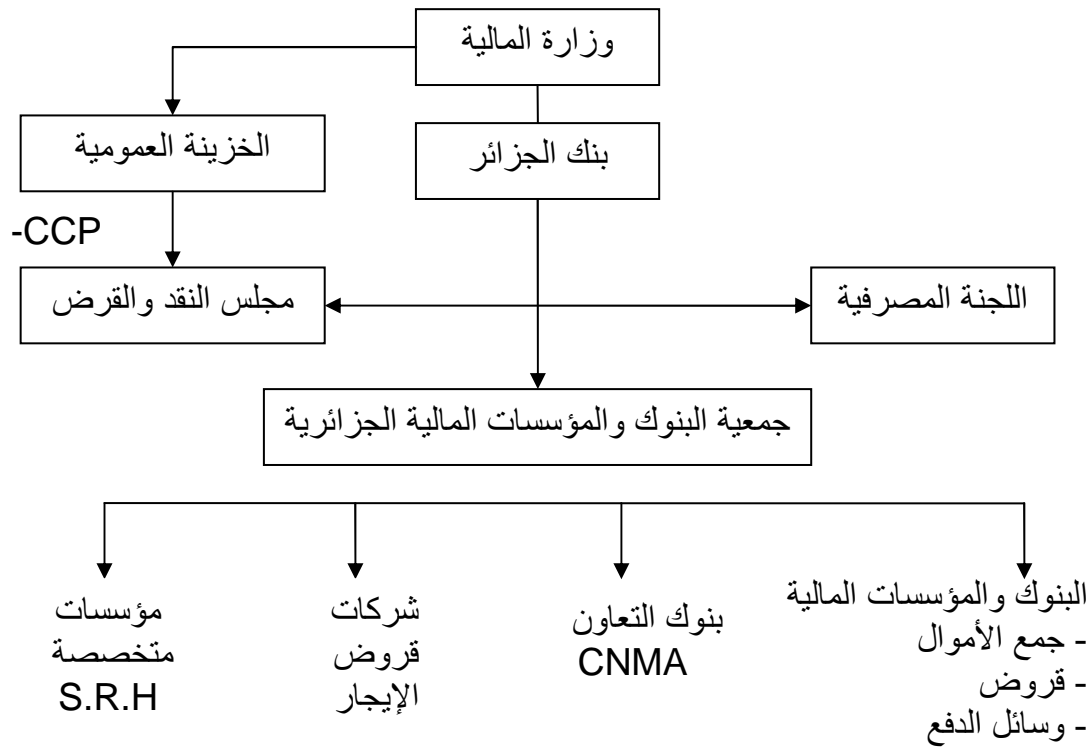 وزارة المالية
الخزينة العمومية
بنك الجزائر
-CCP
مجلس النقد والقرض
اللجنة المصرفية
جمعية البنوك والمؤسسات المالية الجزائرية
البنوك والمؤسسات المالية
- جمع الأموال
- قروض
- وسائل الدفع
بنوك التعاون
CNMA
شركات
قروض
الإيجار
مؤسسات
متخصصة
S.R.H